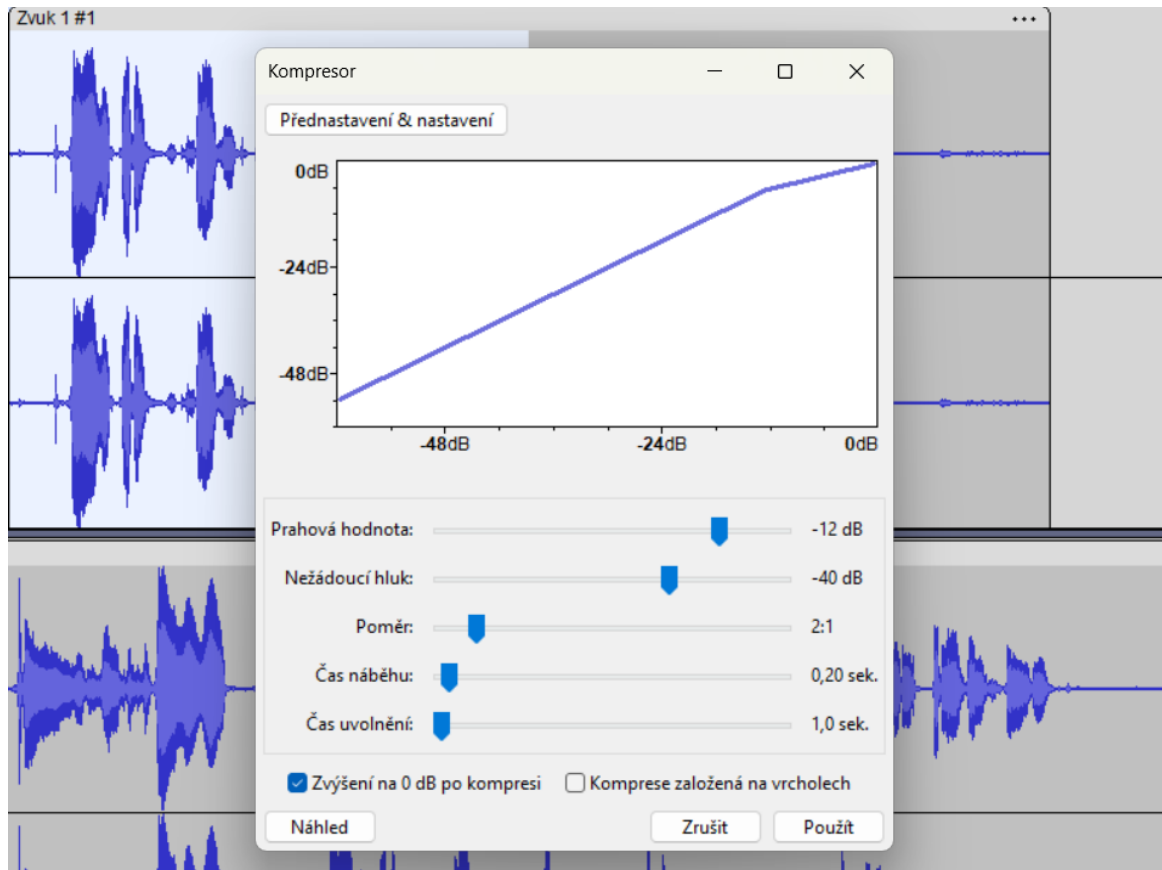 Zvuk 1 #1
Kompresor
Přednastavení & nastavení
0dB
-24dB
-48dB
-48dB -24dB 0dB
Prahová hodnota: -12 dB
Nežádoucí hluk: -40 dB
Poměr: 2:1
Čas náběhu: 0,20 sek.
Čas uvolnění: 1,0 sek.
Zvýšení na 0 dB po kompresi Komprese založená na vrcholech
Náhled Zrušit Použít